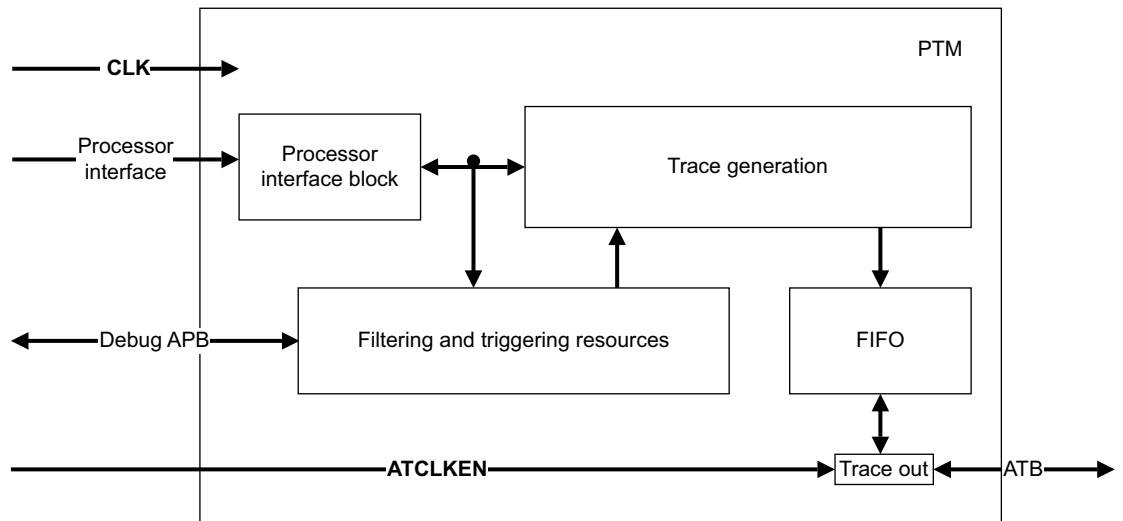 PTM
CLK
Processor
interface
Processor
interface block
Trace generation
Debug APB
Filtering and triggering resources
FIFO
ATCLKEN
Trace out
ATB